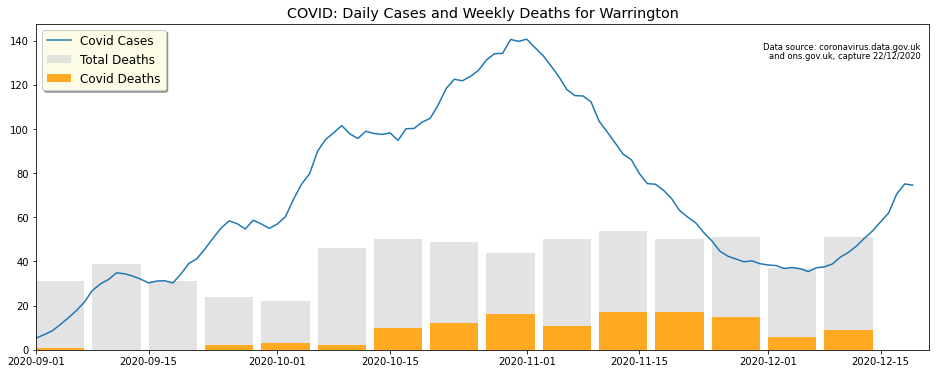 COVID: Daily Cases and Weekly Deaths for Warrington
Covid Cases
Total Deaths
Covid Deaths
Data source: coronavirus.data.gov.uk
and ons.gov.uk, capture 22/12/2020
140
120
100
80
60
40
20
0
2020-09-01 2020-09-15 2020-10-01 2020-10-15 2020-11-01 2020-11-15 2020-12-01 2020-12-15